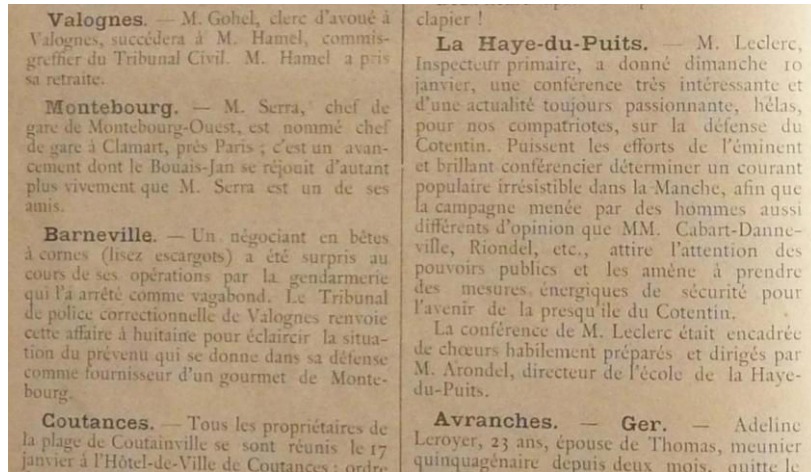 Valognes. — M. Gohel, clerc d'avoué à
Valognes, succédera à M. Hamel, commis-
greffier du Tribunal Civil. M. Hamel a pris
sa retraite.
Montebourg. — M. Serra, chef de
gare de Montebourg-Ouest, est nommé chef
de gare à Clamart, près Paris ; c'est un avan-
cement dont le Bouais-Jan se réjouit d'autant
plus vivement que M. Serra est un de ses
amis.
Barneville. — Un négociant en bêtes
à cornes (lisez escargots) a été surpris au
cours de ses opérations par la gendarmerie
qui l'a arrêté comme vagabond. Le Tribunal
de police correctionnelle de Valognes renvoie
cette affaire à huitaine pour éclaircir la situa-
tion du prévenu qui se donne dans sa défense
comme fournisseur d'un gourmet de Monte-
bourg.
Coutances. — Tous les propriétaires de
la plage de Coutainville se sont réunis le 17
janvier à l'Hôtel-de-Ville de Coutances : ordre
clapier !
La Haye-du-Puits. — M. Leclerc,
Inspecteur primaire, a donné dimanche 10
janvier, une conférence très intéressante et
d'une actualité toujours passionnante, hélas,
pour nos compatriotes, sur la défense du
Cotentin. Puissent les efforts de l'éminent
et brillant conférencier déterminer un courant
populaire irrésistible dans la Manche, afin que
la campagne menée par des hommes aussi
différents d'opinion que MM. Cabart-Danne-
ville, Riondel, etc., attire l'attention des
pouvoirs publics et les amène à prendre
des mesures énergiques de sécurité pour
l'avenir de la presqu'ile du Cotentin.
La conférence de M. Leclerc était encadrée
de chœurs habilement préparés et dirigés par
M. Arondel, directeur de l'école de la Haye-
du-Puits.
Avranches. — Ger. — Adeline
Leroyer, 23 ans, épouse de Thomas, meunier
quinquagénaire depuis deux mois, quitte le